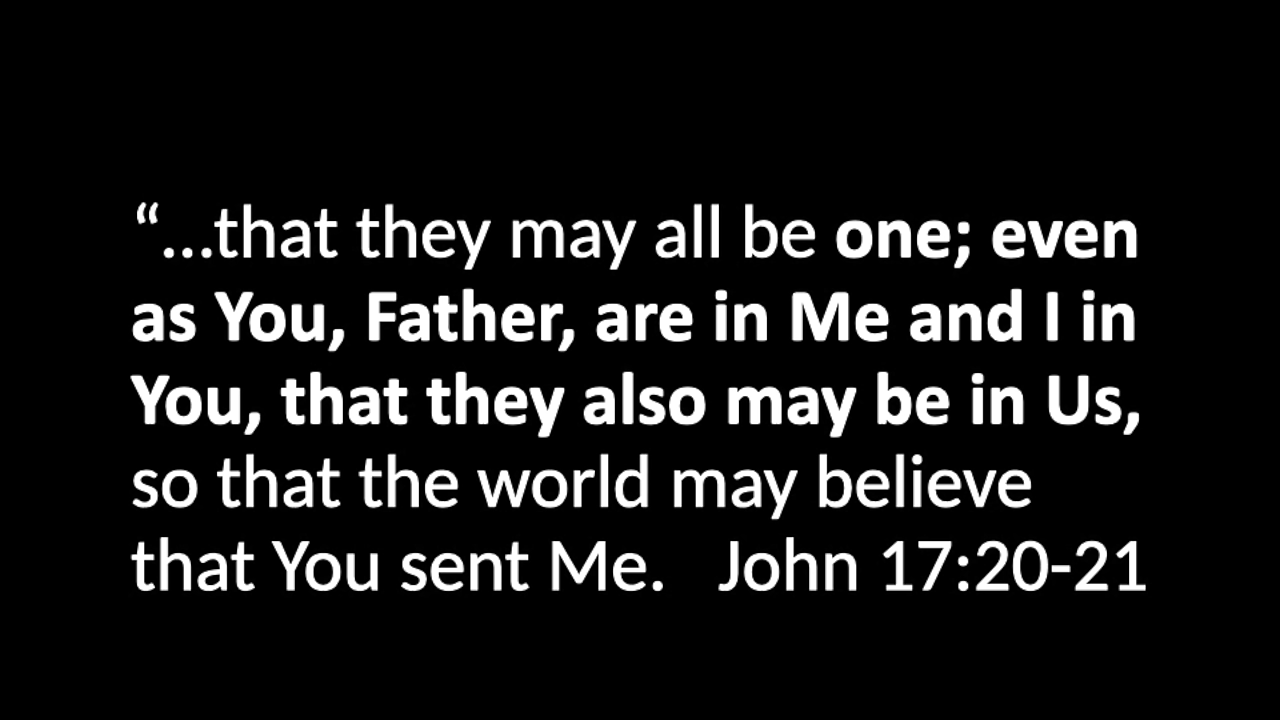 “…that they may all be one; even
as You, Father, are in Me and I in
You, that they also may be in Us,
so that the world may believe
that You sent Me.   John 17:20-21